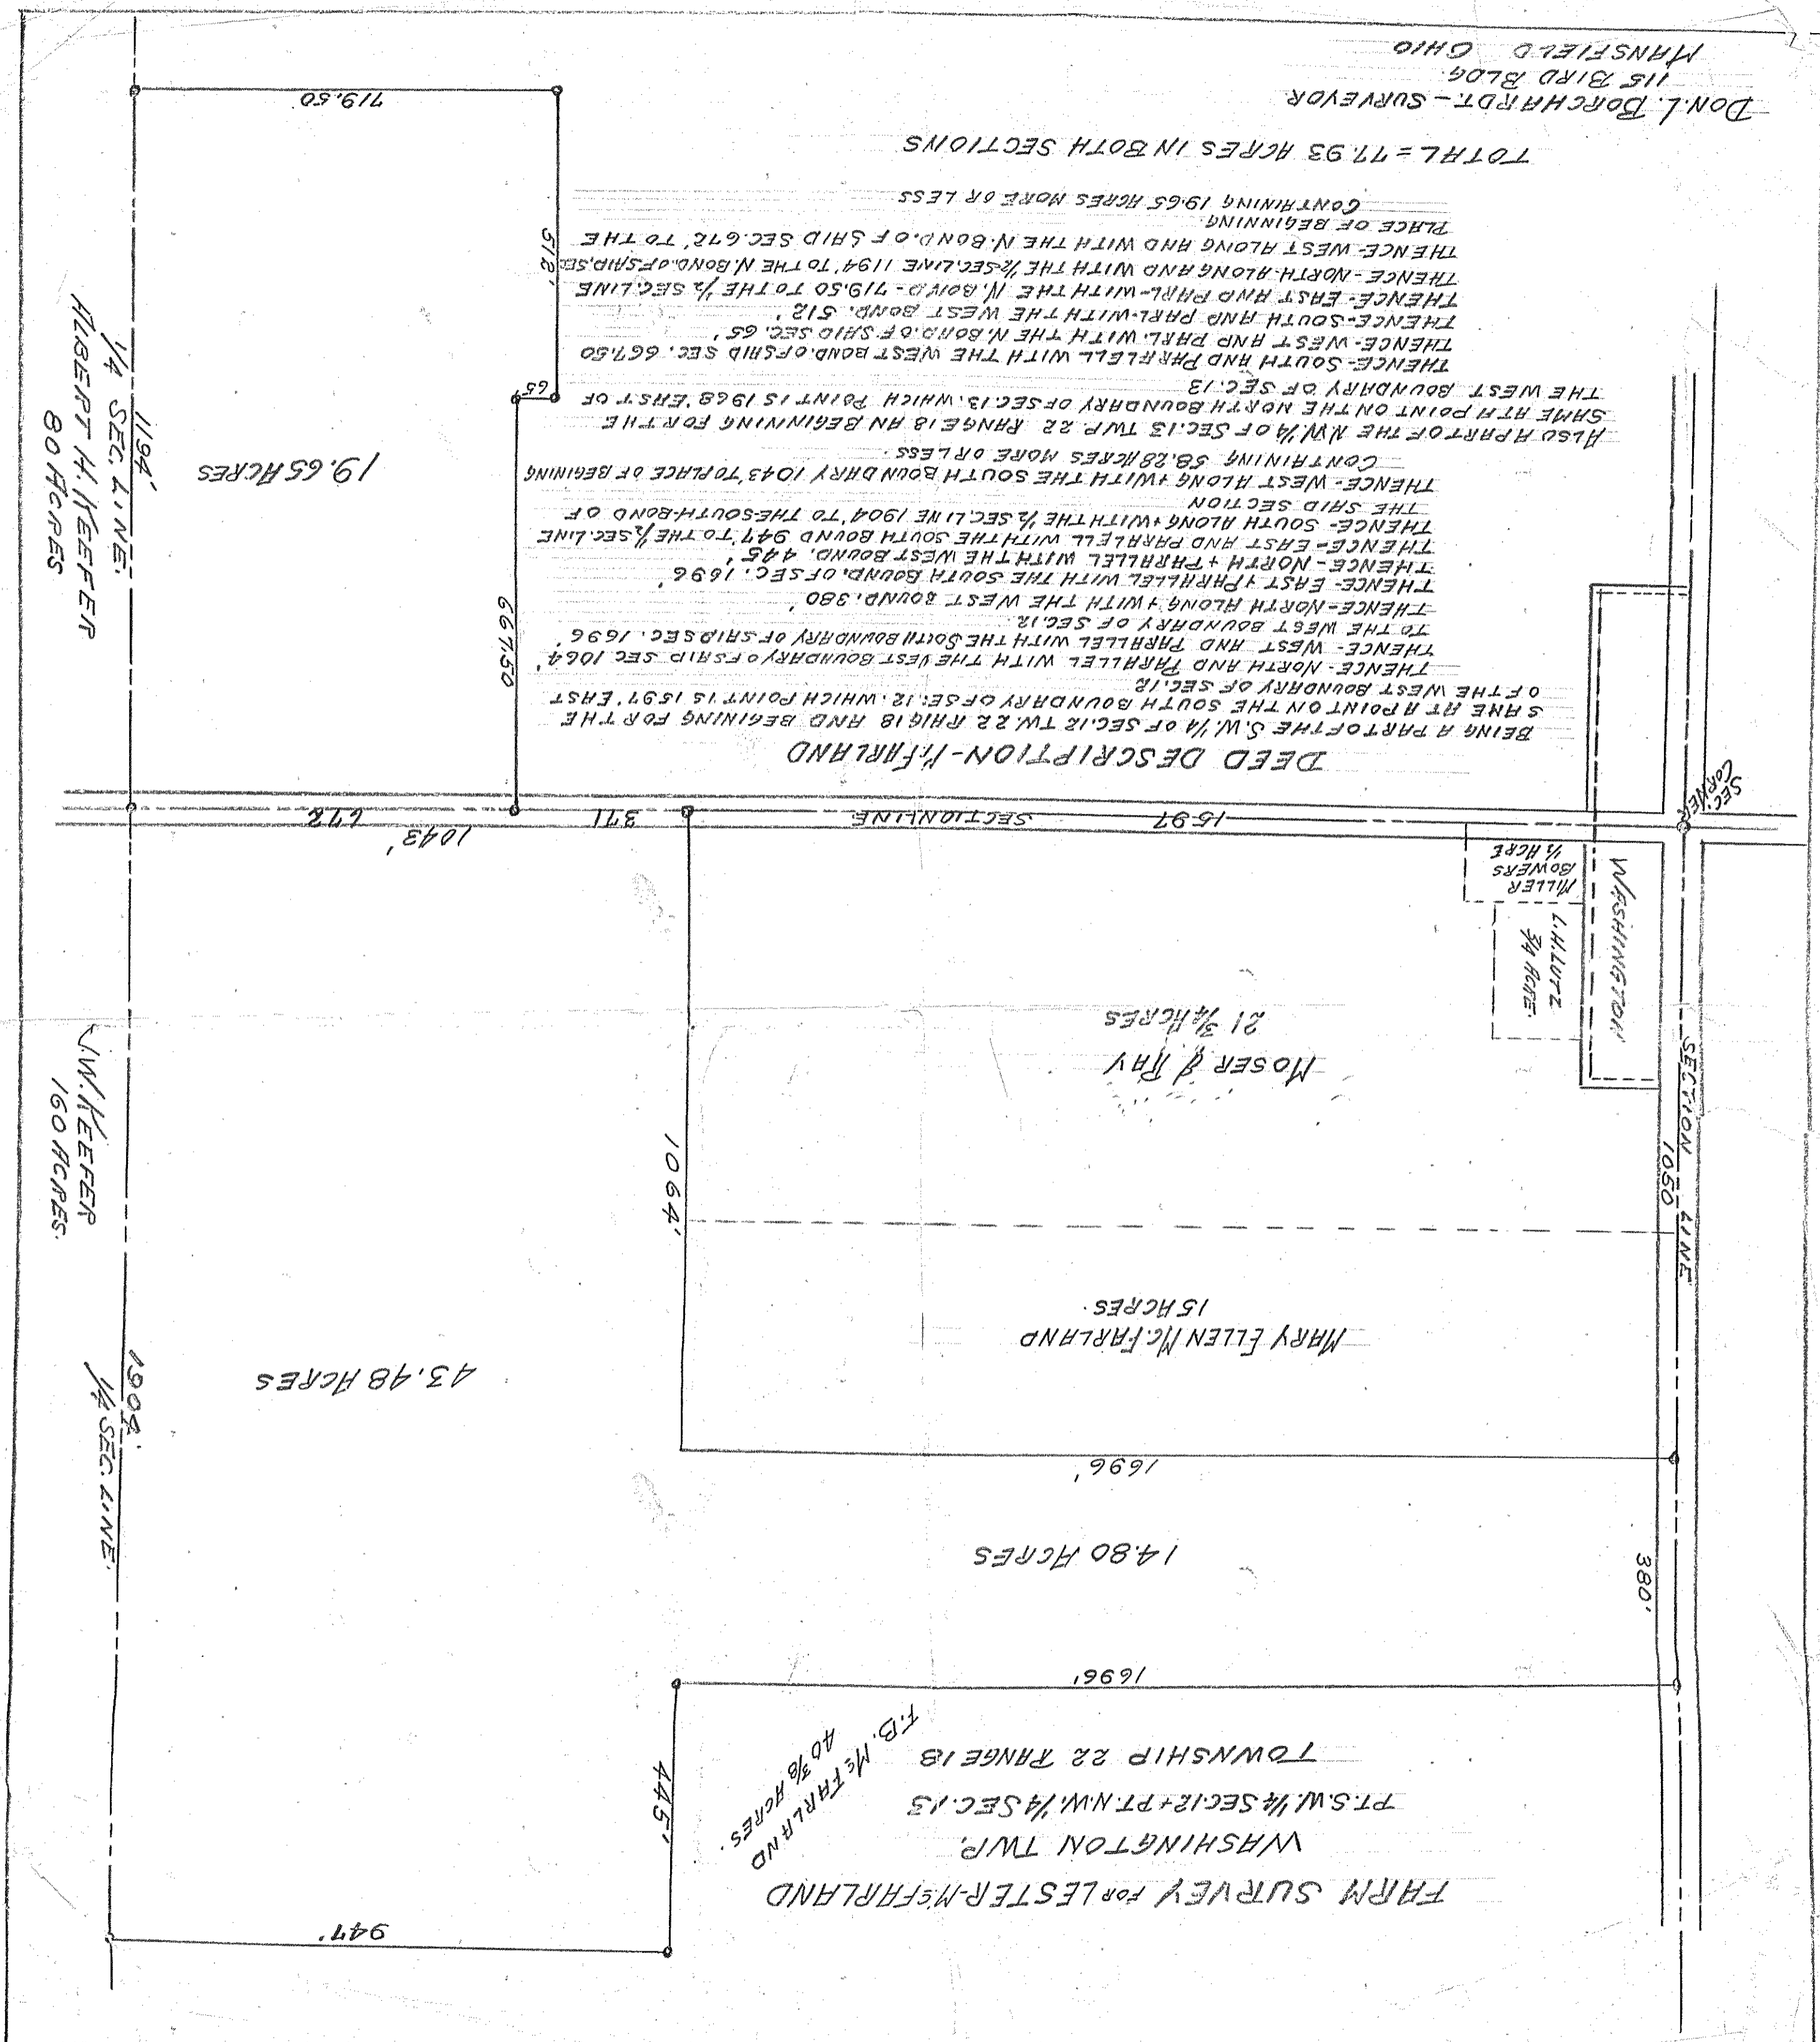 FARM SURVEY FOR LESTER-McFARLAND
WASHINGTON TWP.
PT. S.W. 1/4 SEC. 12 + PT. N.W. 1/4 SEC. 13
TOWNSHIP 22 RANGE 18
F.B. McFARLAND
40 3/8 ACRES.
947'
445'
1696'
380'
14.80 ACRES
1696'
1904'
1/4 SEC. LINE
43.48 ACRES
MARY ELLEN McFARLAND
15 ACRES.
1064'
SECTION LINE
1050
J.W. KEEFER
160 ACRES.
MOSER & RAY
21 3/4 ACRES
WASHINGTON
L.H. LUTZ
3/4 ACRE.
MILLER
BOWERS
1/2 ACRE
SEC.
CORNER
1597
SECTION LINE
371
1043'
672
DEED DESCRIPTION-McFARLAND
BEING A PART OF THE S.W. 1/4 OF SEC. 12 TW. 22 RNG 18 AND BEGINING FOR THE
SAME AT A POINT ON THE SOUTH BOUNDARY OF SE. 12. WHICH POINT IS 1597' EAST
OF THE WEST BOUNDARY OF SEC. 12
THENCE-NORTH AND PARALLEL WITH THE WEST BOUNDARY OF SAID SEC 1064'
THENCE-WEST AND PARALLEL WITH THE SOUTH BOUNDARY OF SAID SEC. 1696'
TO THE WEST BOUNDARY OF SEC. 12.
THENCE-NORTH ALONG + WITH THE WEST BOUND. 380'
THENCE-EAST + PARRALLEL WITH THE SOUTH BOUND. OF SEC. 1696'
THENCE-NORTH + PARALLEL WITH THE WEST BOUND. 445'
THENCE-EAST AND PARALELL WITH THE SOUTH BOUND 947' TO THE 1/2 SEC. LINE
THENCE-SOUTH ALONG + WITH THE 1/2 SEC. LINE 1904' TO THE-SOUTH-BOND OF
THE SAID SECTION
THENCE-WEST ALONG + WITH THE SOUTH BOUNDARY 1043' TO PLACE OF BEGINING
CONTAINING 58.28 ACRES MORE OR LESS.
ALSO A PART OF THE N.W. 1/4 OF SEC. 13 TWP. 22 RANGE 18 AN BEGINNING FOR THE
SAME AT A POINT ON THE NORTH BOUNDARY OF SEC. 13. WHICH POINT IS 1968' EAST OF
THE WEST BOUNDARY OF SEC. 13
THENCE-SOUTH AND PARALELL WITH THE WEST BOND. OF SAID SEC. 667.50
THENCE-WEST AND PARL. WITH THE N. BOND. OF SAID SEC. 65'
THENCE-SOUTH AND PARL-WITH THE WEST BOND. 512'
THENCE-EAST AND PARL-WITH THE N. BOND-719.50 TO THE 1/2 SEC. LINE
THENCE-NORTH-ALONG AND WITH THE 1/2 SEC. LINE 1194' TO THE N. BOND. OF SAID. SEC
THENCE-WEST ALONG AND WITH THE N. BOND. OF SAID SEC. 672' TO THE
PLACE OF BEGINNING
CONTAINING 19.65 ACRES MORE OR LESS
TOTAL = 77.93 ACRES IN BOTH SECTIONS
667.50
65'
512'
719.50
19.65 ACRES
1194'
1/4 SEC. LINE.
ALBERT H. KEEFER
80 ACRES
DON L. BORCHARDT.-SURVEYOR
115 BIRD BLDG.
MANSFIELD OHIO